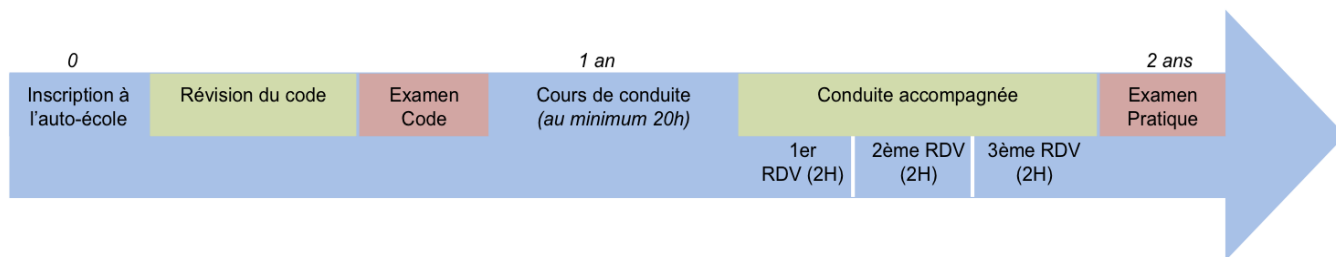 0
1 an
2 ans
Inscription à
l’auto-école
Révision du code
Examen
Code
Cours de conduite
(au minimum 20h)
Conduite accompagnée
Examen
Pratique
1er
RDV (2H)
2ème RDV
(2H)
3ème RDV
(2H)